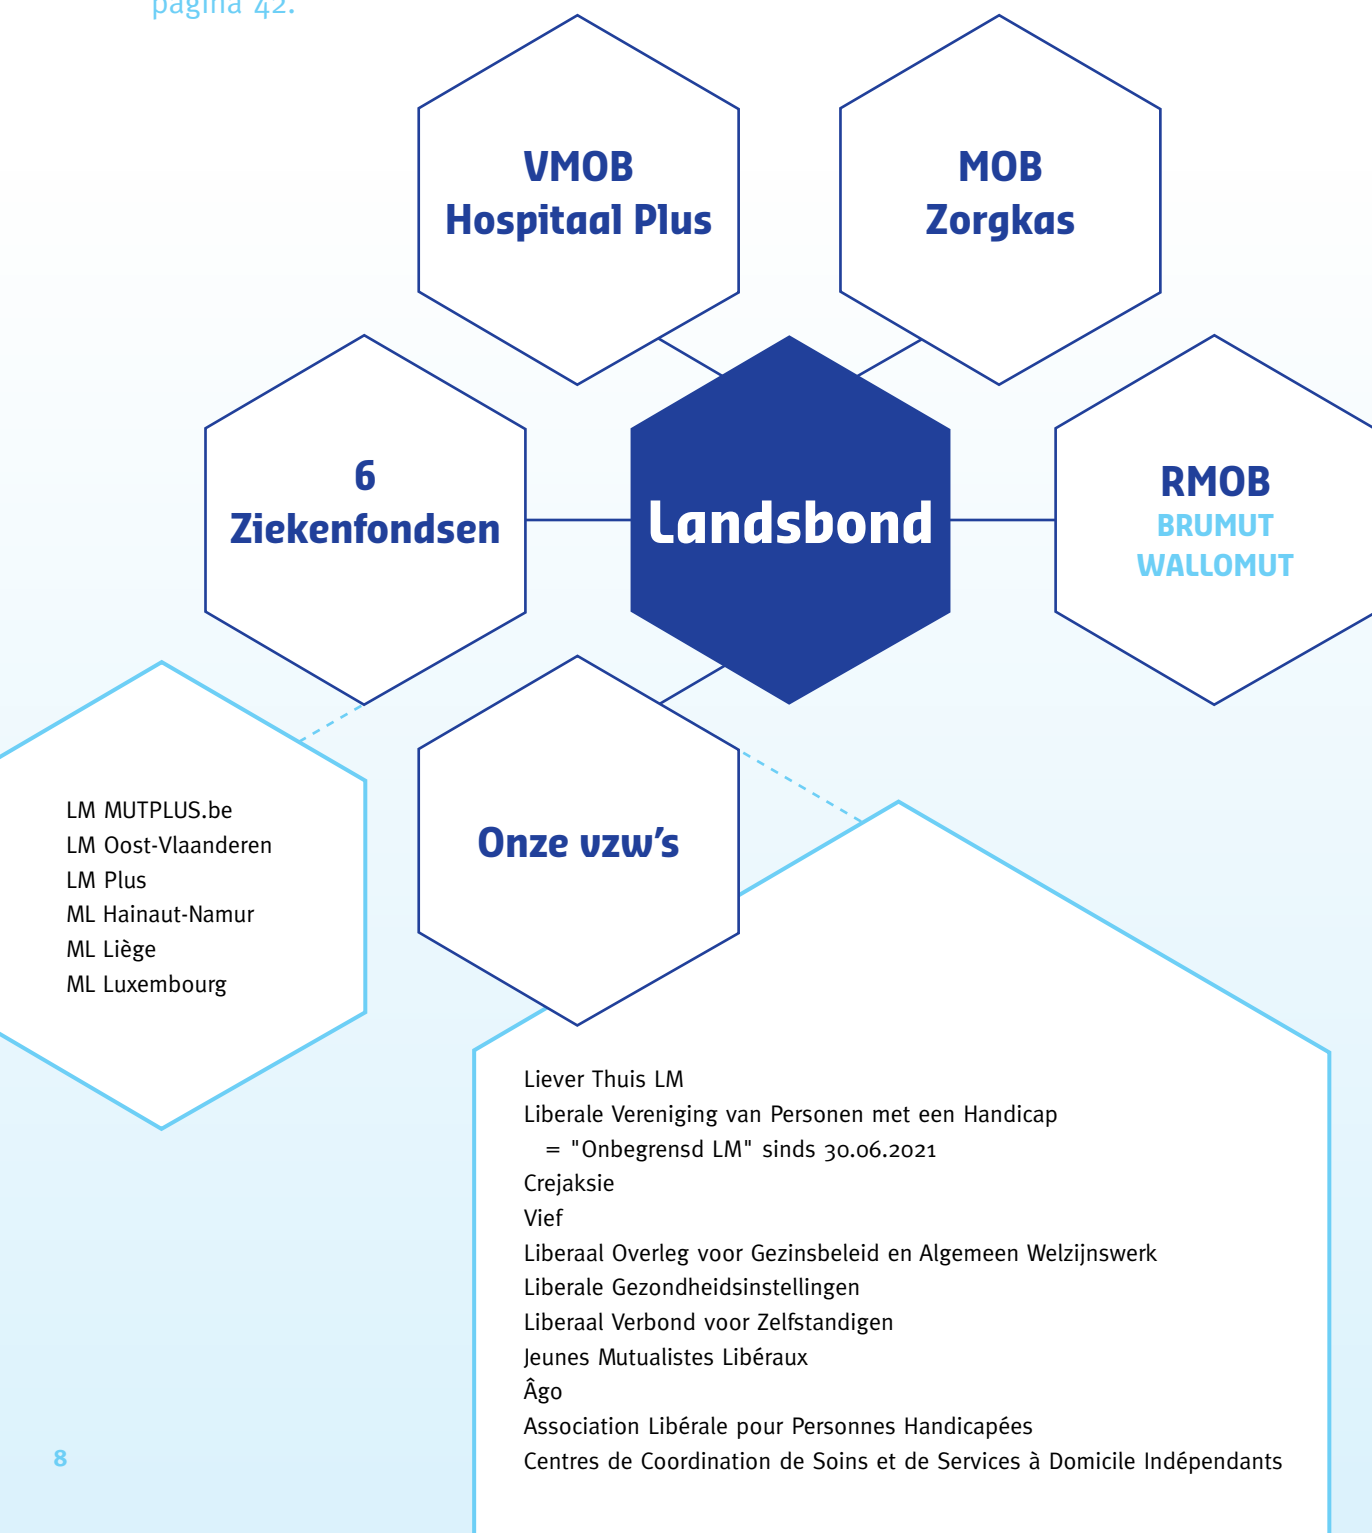 pagina 42.
VMOB
Hospitaal Plus
MOB
Zorgkas
6
Ziekenfondsen
Landsbond
RMOB
BRUMUT
WALLOMUT
LM MUTPLUS.be
LM Oost-Vlaanderen
LM Plus
ML Hainaut-Namur
ML Liège
ML Luxembourg
Onze vzw's
Liever Thuis LM
Liberale Vereniging van Personen met een Handicap
= "Onbegrensd LM" sinds 30.06.2021
Crejaksie
Vief
Liberaal Overleg voor Gezinsbeleid en Algemeen Welzijnswerk
Liberale Gezondheidsinstellingen
Liberaal Verbond voor Zelfstandigen
Jeunes Mutualistes Libéraux
Âgo
Association Libérale pour Personnes Handicapées
Centres de Coordination de Soins et de Services à Domicile Indépendants
8